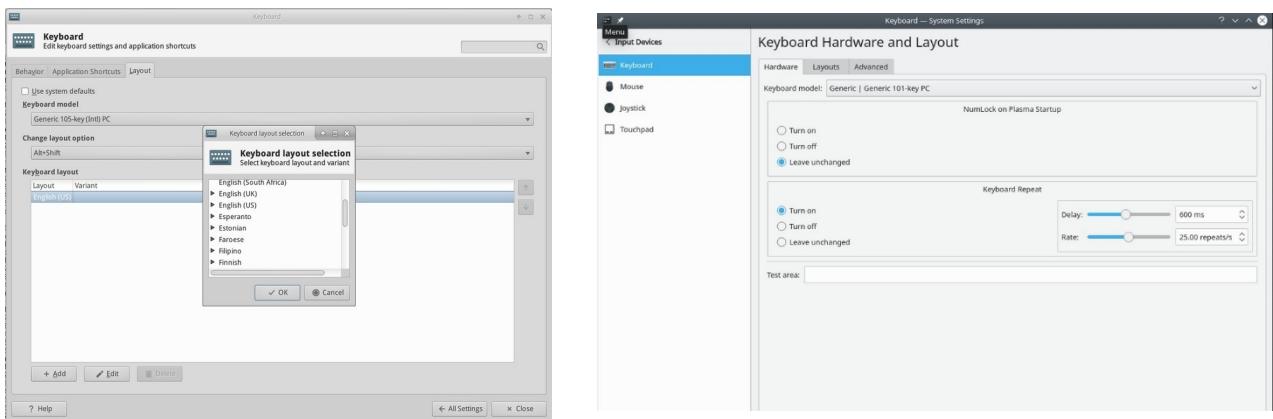 Keyboard
Keyboard
Edit keyboard settings and application shortcuts
Behavior Application Shortcuts Layout
Use system defaults
Keyboard model
Generic 105-key (Intl) PC
Change layout option
Alt+Shift
Keyboard layout
Layout Variant
English (US)
Keyboard layout selection
Keyboard layout selection
Select keyboard layout and variant
English (South Africa)
English (UK)
English (US)
Esperanto
Estonian
Faroese
Filipino
Finnish
OK Cancel
Add Edit Delete
Help All Settings Close
Keyboard — System Settings
Menu
Input Devices
Keyboard
Mouse
Joystick
Touchpad
Keyboard Hardware and Layout
Hardware Layouts Advanced
Keyboard model: Generic | Generic 101-key PC
NumLock on Plasma Startup
Turn on
Turn off
Leave unchanged
Keyboard Repeat
Turn on
Turn off
Leave unchanged
Delay: 600 ms
Rate: 25.00 repeats/s
Test area: